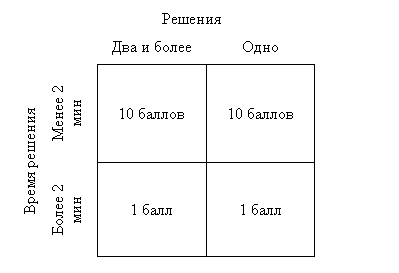 Решения
Два и более Одно
Время решения
Менее 2
мин
10 баллов 10 баллов
Более 2
мин
1 балл 1 балл